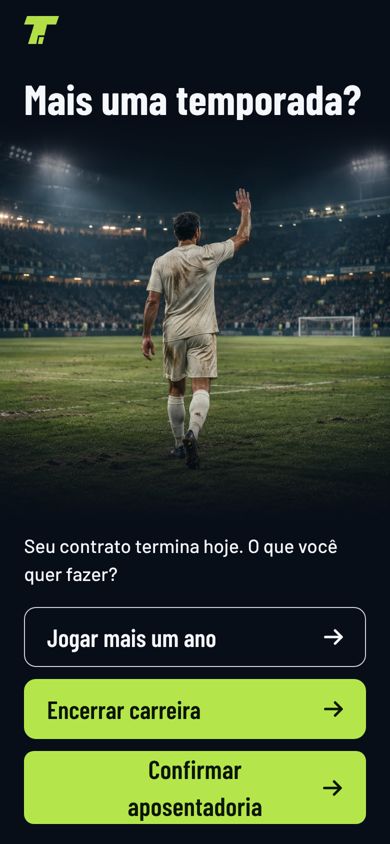 Mais uma temporada?
Seu contrato termina hoje. O que você
quer fazer?
Jogar mais um ano
Encerrar carreira
Confirmar
aposentadoria